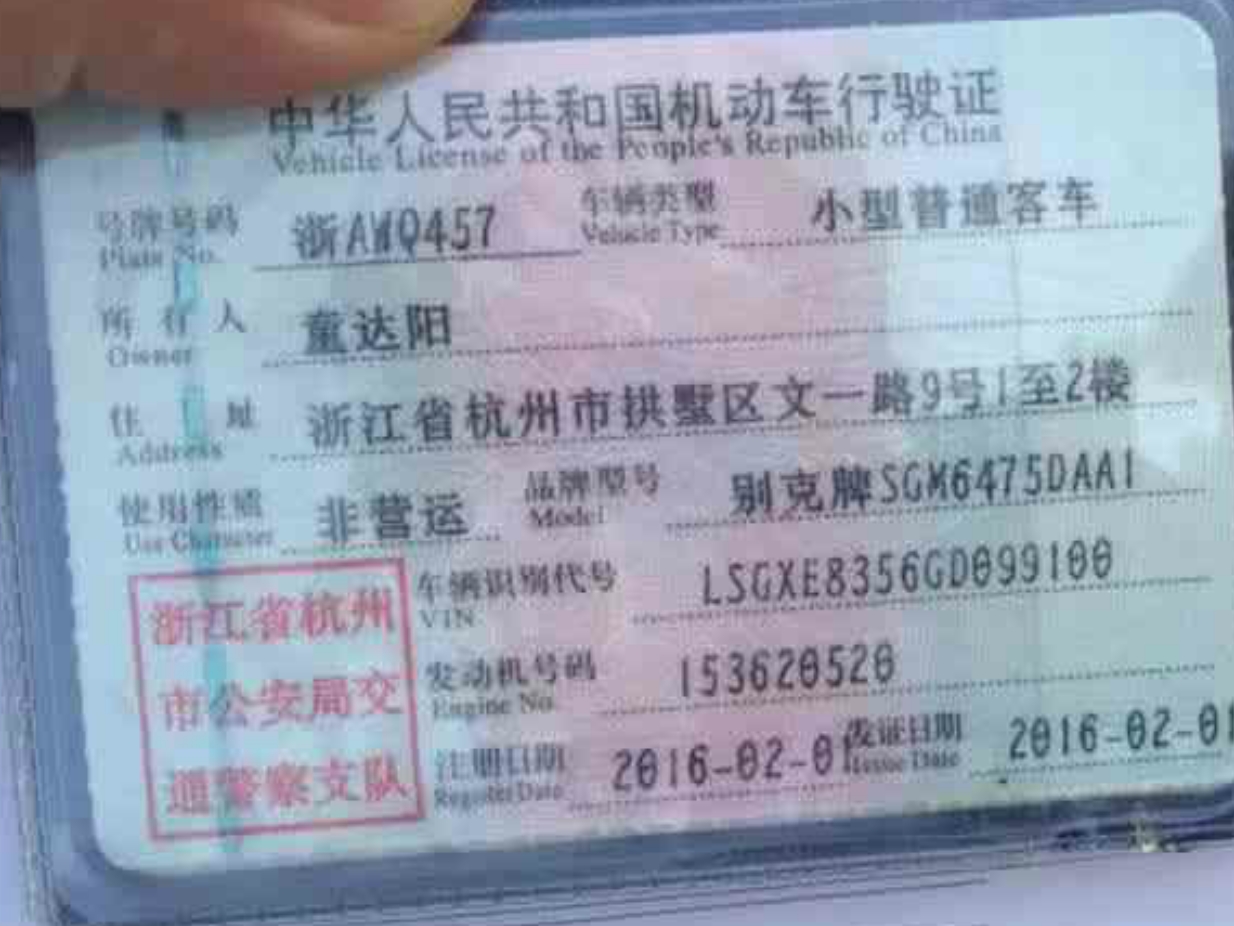 中华人民共和国机动车行驶证
Vehicle License of the People's Republic of China
号牌号码 浙AWQ457 车辆类型 小型普通客车
Plate No. Vehicle Type
所有人 童达阳
Owner
住址 浙江省杭州市拱墅区文一路9号1至2楼
Address
使用性质 非营运 品牌型号 别克牌SGM6475DAA1
Use Character Model
浙江省杭州 车辆识别代号 LSGXE8356GD099100
VIN
市公安局交 发动机号码 153620520
Engine No.
通警察支队 注册日期 2016-02-01 发证日期 2016-02-01
Register Date Issue Date